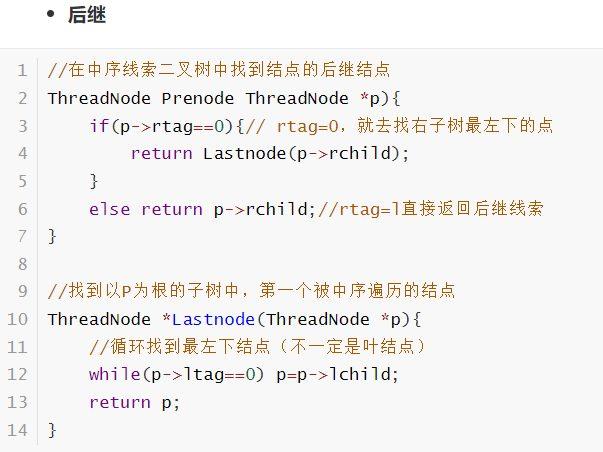 后继
1 //在中序线索二叉树中找到结点的后继结点
2 ThreadNode Prenode ThreadNode *p){
3     if(p->rtag==0){// rtag=0，就去找右子树最左下的点
4         return Lastnode(p->rchild);
5     }
6     else return p->rchild;//rtag=l直接返回后继线索
7 }
8
9 //找到以P为根的子树中，第一个被中序遍历的结点
10 ThreadNode *Lastnode(ThreadNode *p){
11     //循环找到最左下结点（不一定是叶结点）
12     while(p->ltag==0) p=p->lchild;
13     return p;
14 }